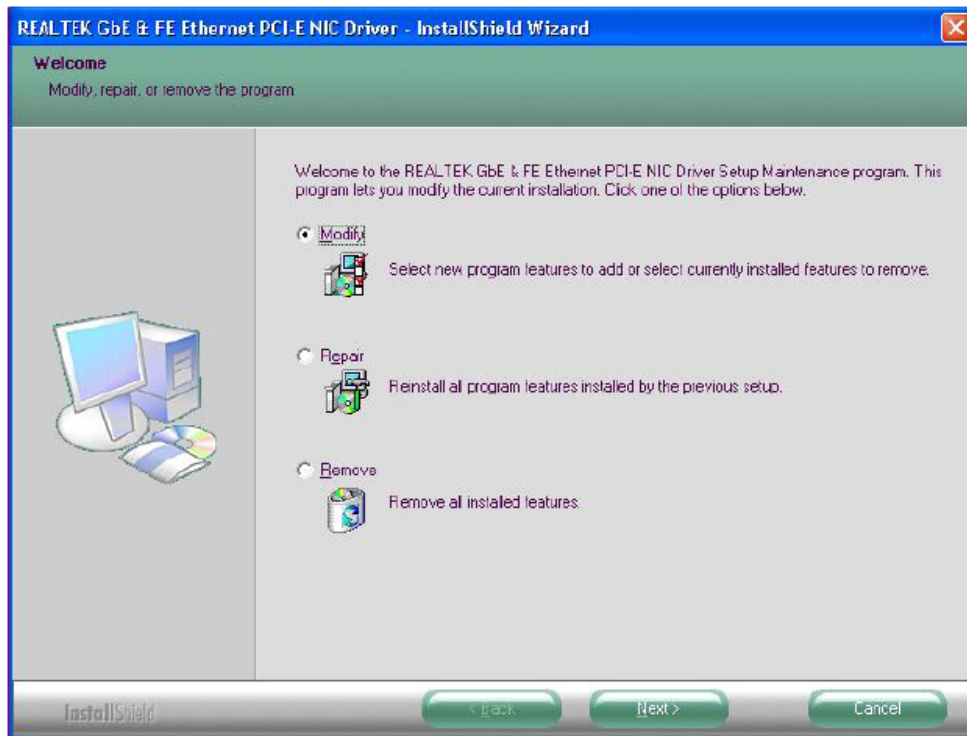 REALTEK GbE & FE Ethernet PCI-E NIC Driver - InstallShield Wizard
Welcome
Modify, repair, or remove the program.
Welcome to the REALTEK GbE & FE Ethernet PCI-E NIC Driver Setup Maintenance program. This
program lets you modify the current installation. Click one of the options below.
Modify
Select new program features to add or select currently installed features to remove.
Repair
Reinstall all program features installed by the previous setup.
Remove
Remove all installed features.
InstallShield
< Back
Next >
Cancel